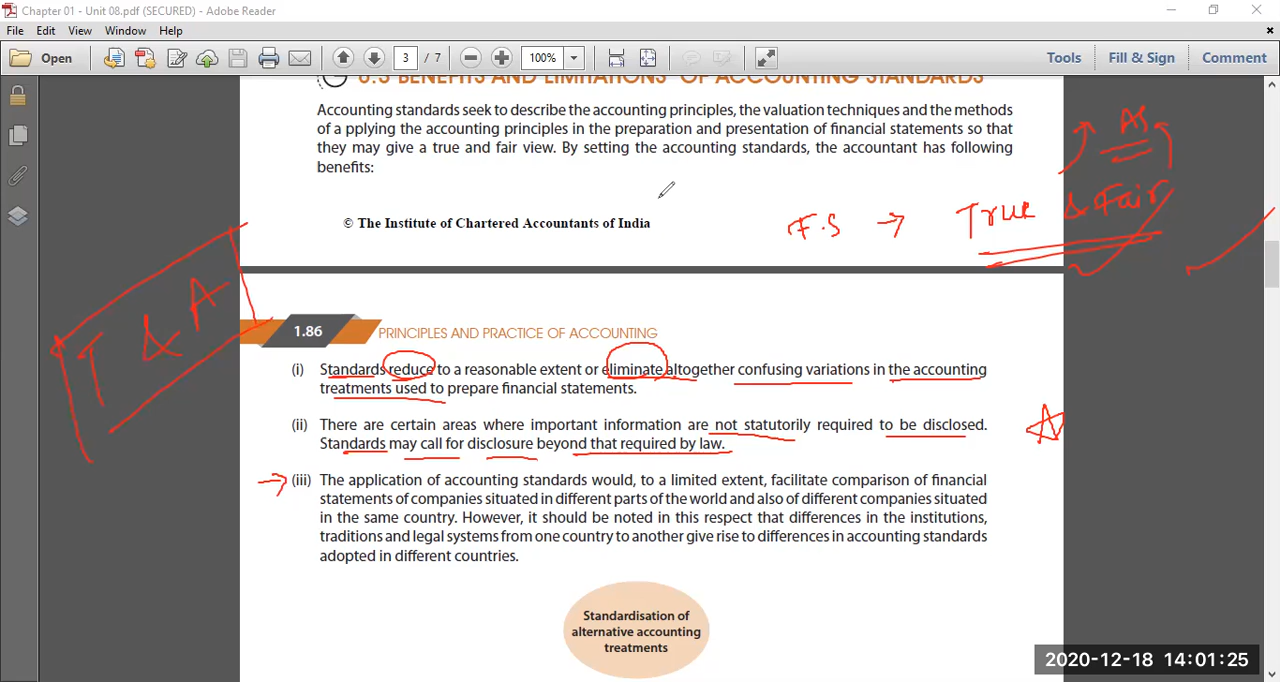 Chapter 01 - Unit 08.pdf (SECURED) - Adobe Reader
File Edit View Window Help
Open 3 / 7 100% Tools Fill & Sign Comment
BENEFITS AND LIMITATIONS OF ACCOUNTING STANDARDS
Accounting standards seek to describe the accounting principles, the valuation techniques and the methods
of a pplying the accounting principles in the preparation and presentation of financial statements so that
they may give a true and fair view. By setting the accounting standards, the accountant has following
benefits:
AS
F.S → True & Fair
© The Institute of Chartered Accountants of India
T & A
1.86 PRINCIPLES AND PRACTICE OF ACCOUNTING
(i) Standards reduce to a reasonable extent or eliminate altogether confusing variations in the accounting
treatments used to prepare financial statements.
(ii) There are certain areas where important information are not statutorily required to be disclosed.
Standards may call for disclosure beyond that required by law.
(iii) The application of accounting standards would, to a limited extent, facilitate comparison of financial
statements of companies situated in different parts of the world and also of different companies situated
in the same country. However, it should be noted in this respect that differences in the institutions,
traditions and legal systems from one country to another give rise to differences in accounting standards
adopted in different countries.
Standardisation of
alternative accounting
treatments
2020-12-18 14:01:25